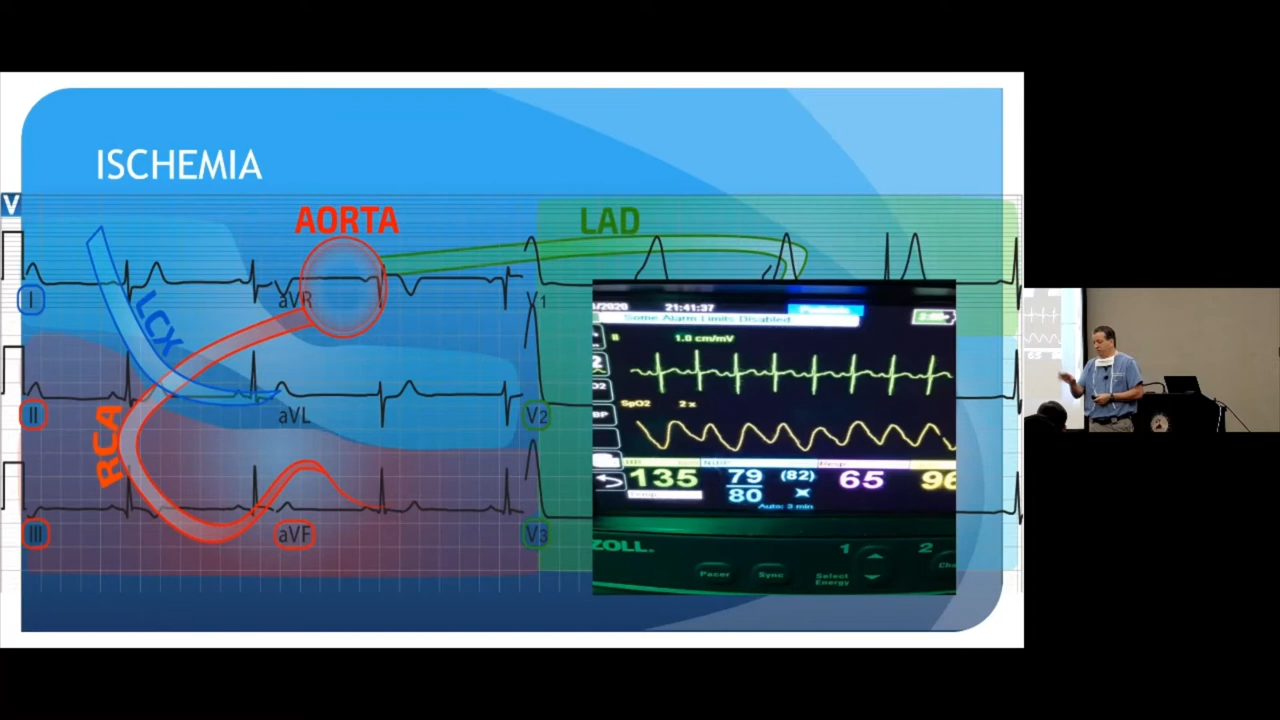 ISCHEMIA
V
AORTA
LAD
I
aVR
V1
LCX
RCA
II
aVL
V2
III
aVF
V3
/2020 21:41:37
Some Alarm Limits Disabled
1.0 cm/mV
SpO2 2x
135
79
80
(82)
65
96
Auto: 3 min
ZOLL
1
2
Pacer
Sync
Select
Energy